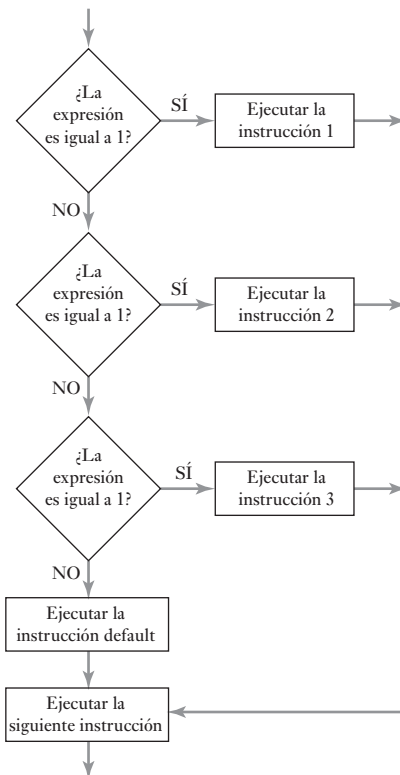 ¿La
expresión
es igual a 1?
SÍ
Ejecutar la
instrucción 1
NO
¿La
expresión
es igual a 1?
SÍ
Ejecutar la
instrucción 2
NO
¿La
expresión
es igual a 1?
SÍ
Ejecutar la
instrucción 3
NO
Ejecutar la
instrucción default
Ejecutar la
siguiente instrucción